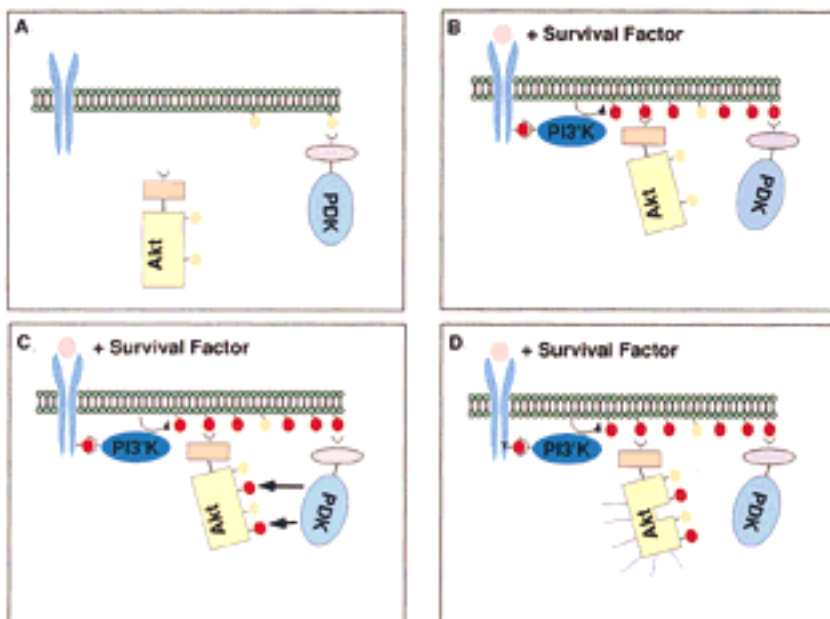 A
Akt
PDK
B
+ Survival Factor
PI3'K
Akt
PDK
C
+ Survival Factor
PI3'K
Akt
PDK
D
+ Survival Factor
PI3'K
Akt
PDK